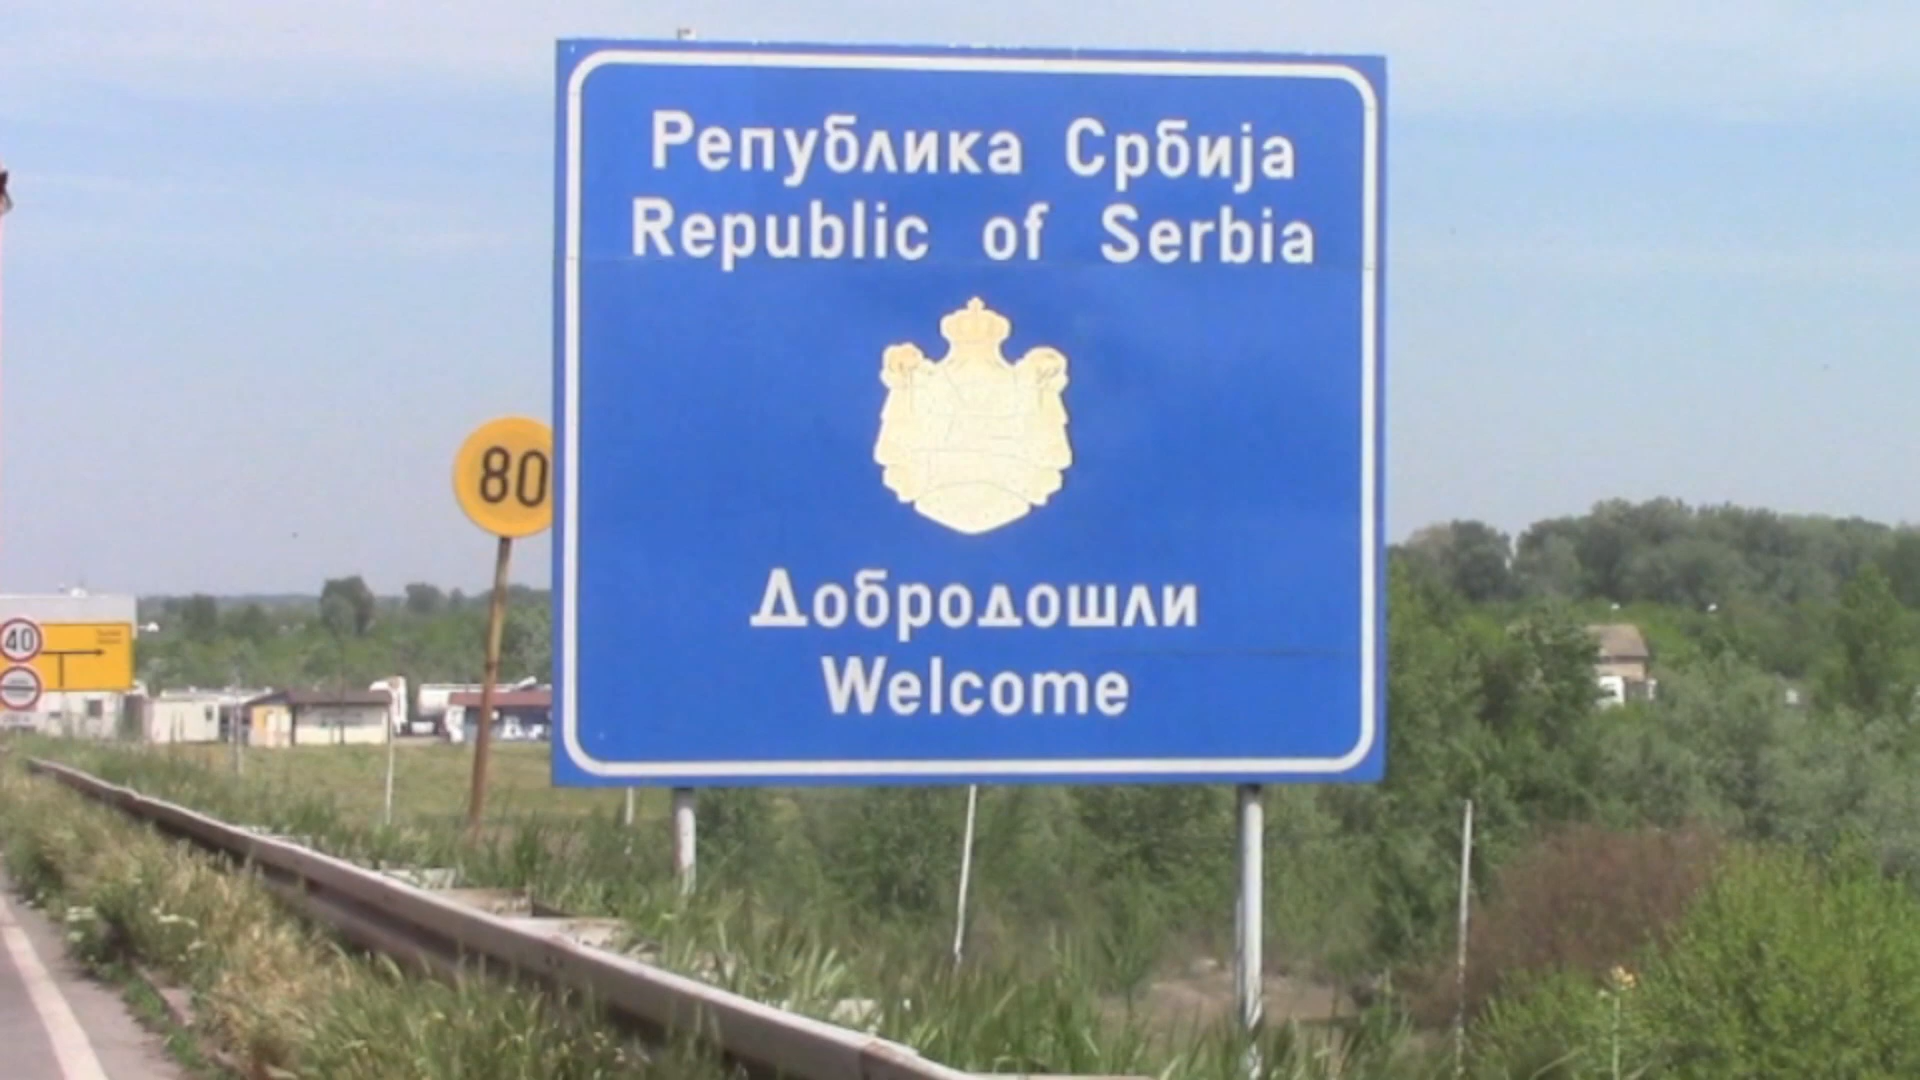 Република Србија
Republic of Serbia
80
Добродошли
Welcome
40